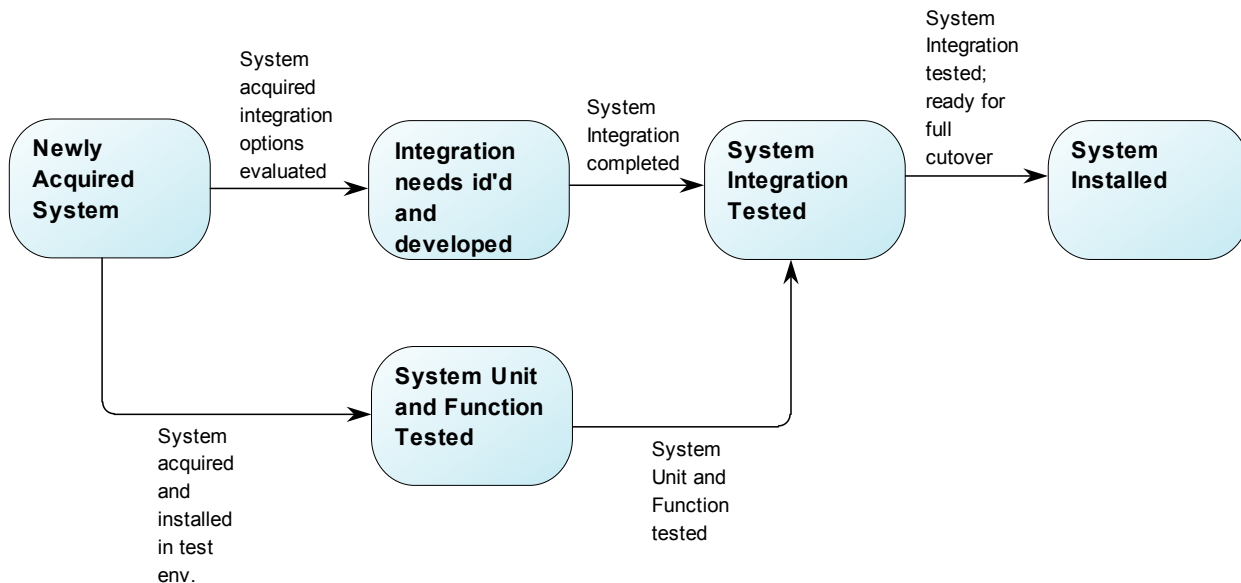 System
acquired
integration
options
evaluated
System
Integration
completed
System
Integration
tested;
ready for
full
cutover
Newly
Acquired
System
Integration
needs id'd
and
developed
System
Integration
Tested
System
Installed
System Unit
and Function
Tested
System
acquired
and
installed
in test
env.
System
Unit and
Function
tested